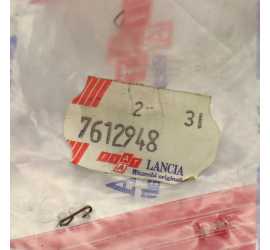 2 31
7612948
FIAT LANCIA
Ricambi originali